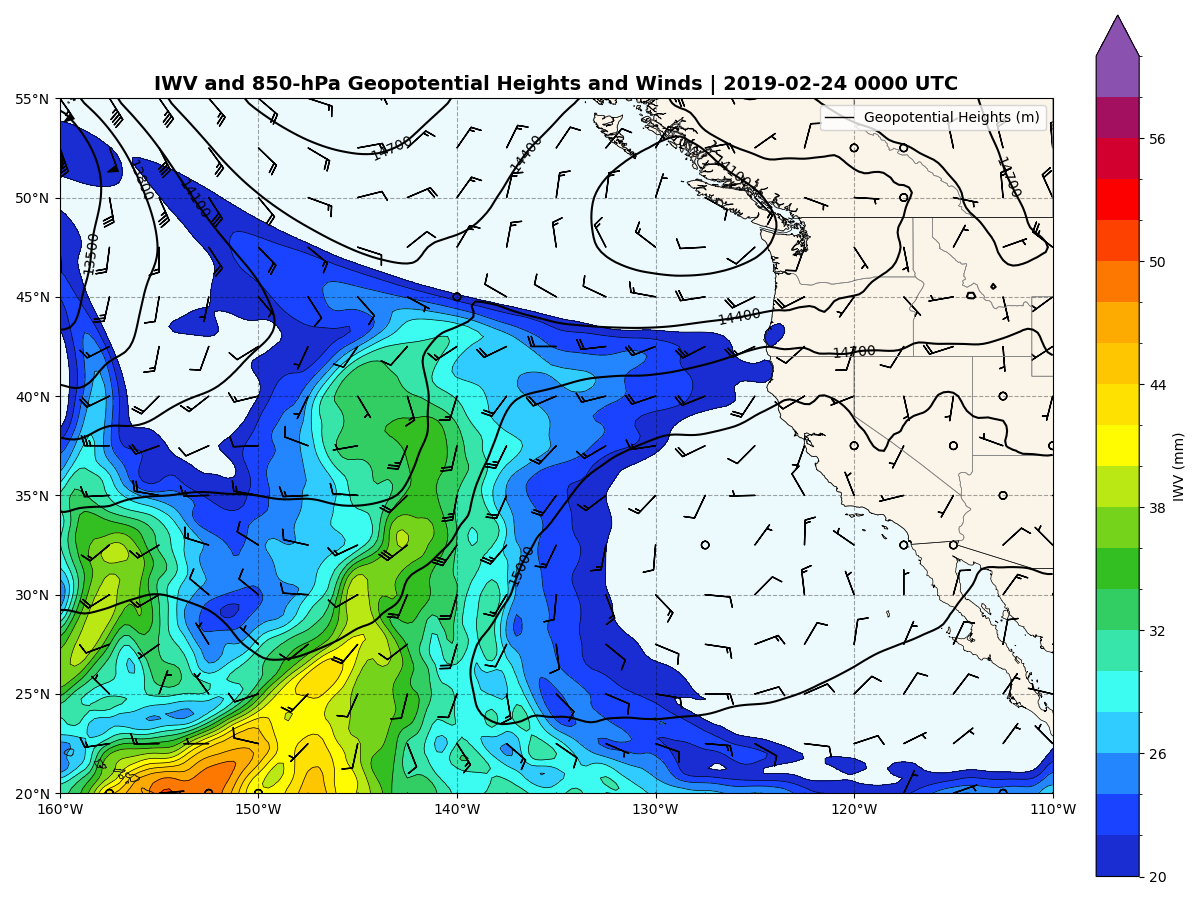 IWV and 850-hPa Geopotential Heights and Winds | 2019-02-24 0000 UTC
Geopotential Heights (m)
55°N
50°N
45°N
40°N
35°N
30°N
25°N
20°N
160°W
150°W
140°W
130°W
120°W
110°W
14700
14400
14100
14700
13800
14100
13500
14400
14700
15000
56
50
44
38
32
26
20
IWV (mm)